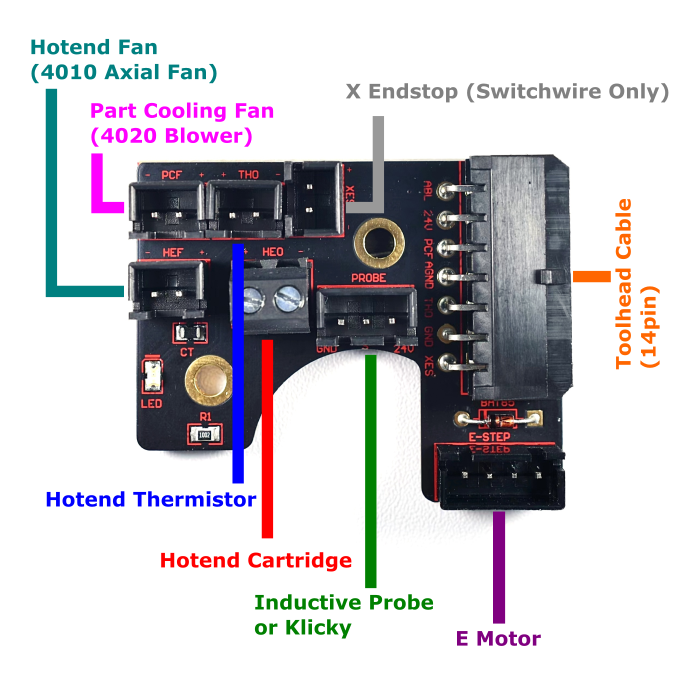 Hotend Fan
(4010 Axial Fan)
X Endstop (Switchwire Only)
Part Cooling Fan
(4020 Blower)
- PCF +
+ THO -
+
XES
ABL
24V
PCF
AGND
THO
GND
XES
- HEF +
+ HEO -
PROBE
GND - 24V
CT
LED
R1
1002
BAT85
E-STEP
E-STEP
Toolhead Cable
(14pin)
Hotend Thermistor
Hotend Cartridge
Inductive Probe
or Klicky
E Motor